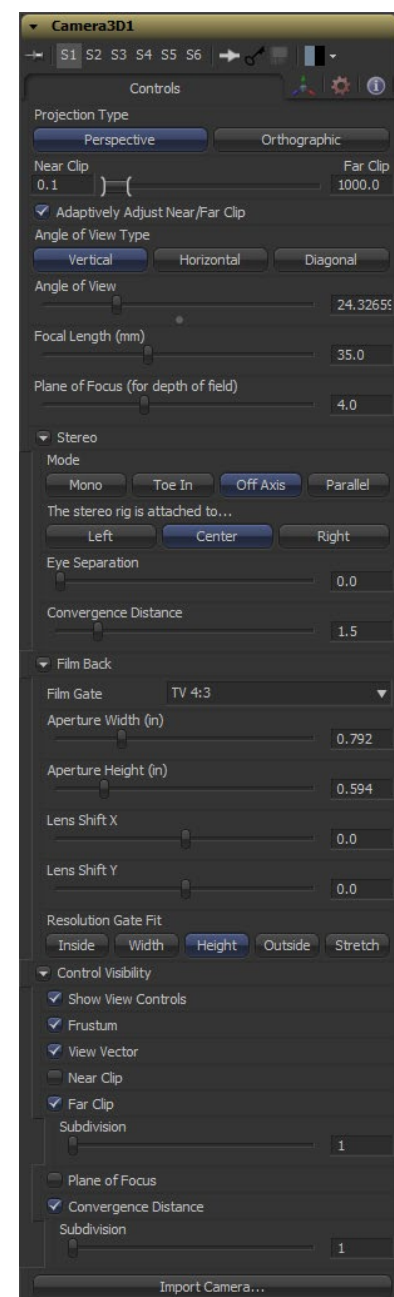 Camera3D1
S1 S2 S3 S4 S5 S6
Controls
Projection Type
Perspective Orthographic
Near Clip Far Clip
0.1 1000.0
Adaptively Adjust Near/Far Clip
Angle of View Type
Vertical Horizontal Diagonal
Angle of View
24.32659
Focal Length (mm)
35.0
Plane of Focus (for depth of field)
4.0
Stereo
Mode
Mono Toe In Off Axis Parallel
The stereo rig is attached to...
Left Center Right
Eye Separation
0.0
Convergence Distance
1.5
Film Back
Film Gate TV 4:3
Aperture Width (in)
0.792
Aperture Height (in)
0.594
Lens Shift X
0.0
Lens Shift Y
0.0
Resolution Gate Fit
Inside Width Height Outside Stretch
Control Visibility
Show View Controls
Frustum
View Vector
Near Clip
Far Clip
Subdivision
1
Plane of Focus
Convergence Distance
Subdivision
1
Import Camera...